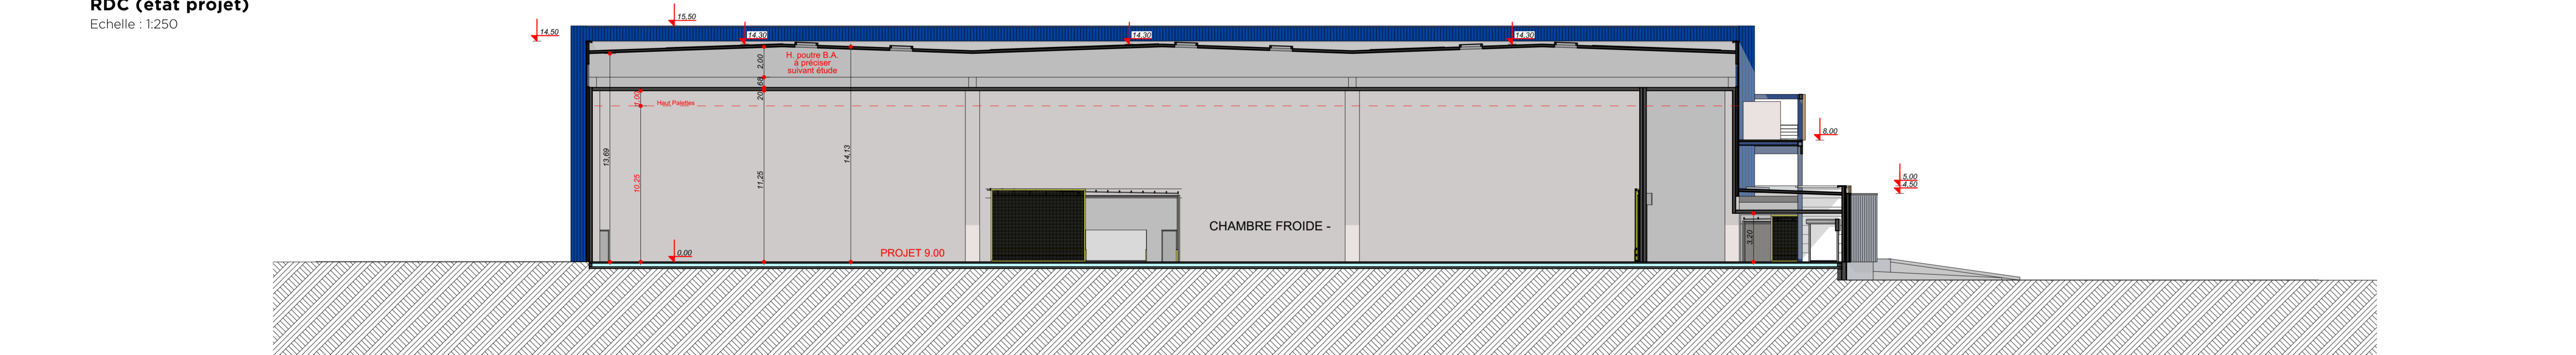 RDC (état projet)
Echelle : 1:250
15,50
14,50
14,30
14,30
14,30
H. poutre B.A.
à préciser
suivant étude
2,00
68
20
1,00
Haut Palettes
13,69
10,25
11,25
14,13
8,00
5,00
4,50
3,20
CHAMBRE FROIDE -
PROJET 9.00
0,00